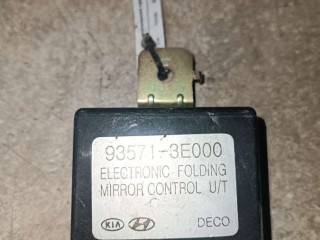 93571-3E000
ELECTRONIC FOLDING
MIRROR CONTROL U/T
KIA DECO